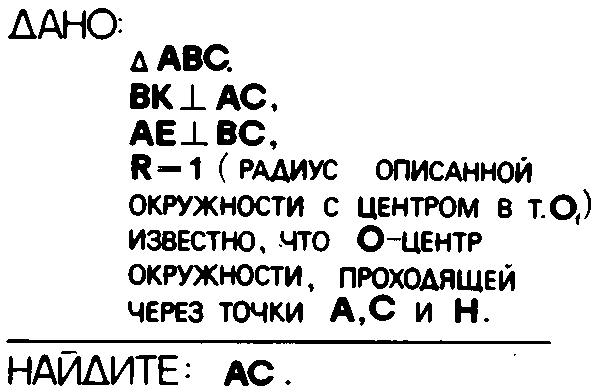 ДАНО:
Δ ABC.
BK ⊥ AC,
AE ⊥ BC,
R – 1 ( РАДИУС ОПИСАННОЙ
ОКРУЖНОСТИ С ЦЕНТРОМ В Т.O₁)
ИЗВЕСТНО, ЧТО O–ЦЕНТР
ОКРУЖНОСТИ, ПРОХОДЯЩЕЙ
ЧЕРЕЗ ТОЧКИ A,C И H.
НАЙДИТЕ: AC.